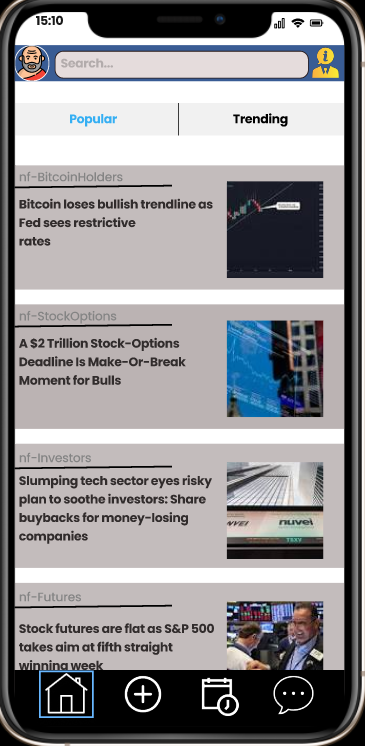 15:10
Search...
i
Popular
Trending
nf-BitcoinHolders
Bitcoin loses bullish trendline as
Fed sees restrictive
rates
nf-StockOptions
A $2 Trillion Stock-Options
Deadline Is Make-Or-Break
Moment for Bulls
nf-Investors
Slumping tech sector eyes risky
plan to soothe investors: Share
buybacks for money-losing
companies
nuvei
nf-Futures
Stock futures are flat as S&P 500
takes aim at fifth straight
winning week